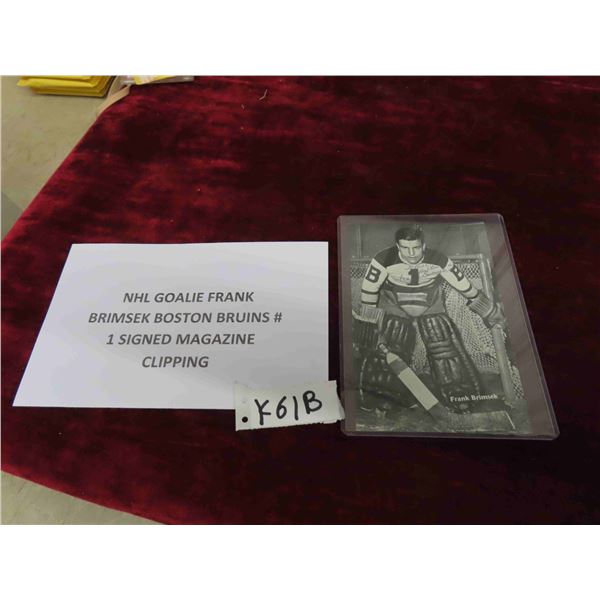 NHL GOALIE FRANK
BRIMSEK BOSTON BRUINS #
1 SIGNED MAGAZINE
CLIPPING
K61B
B 1 B
Frank Brimsek